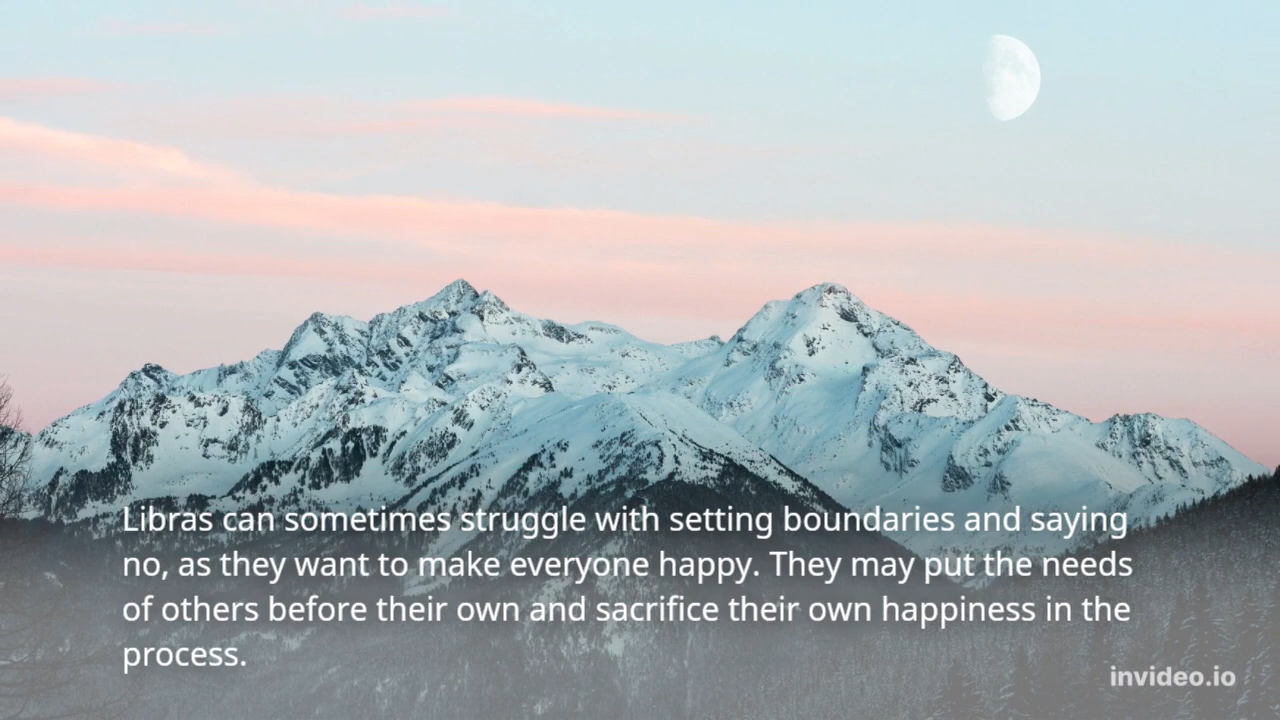 Libras can sometimes struggle with setting boundaries and saying
no, as they want to make everyone happy. They may put the needs
of others before their own and sacrifice their own happiness in the
process.
invideo.io